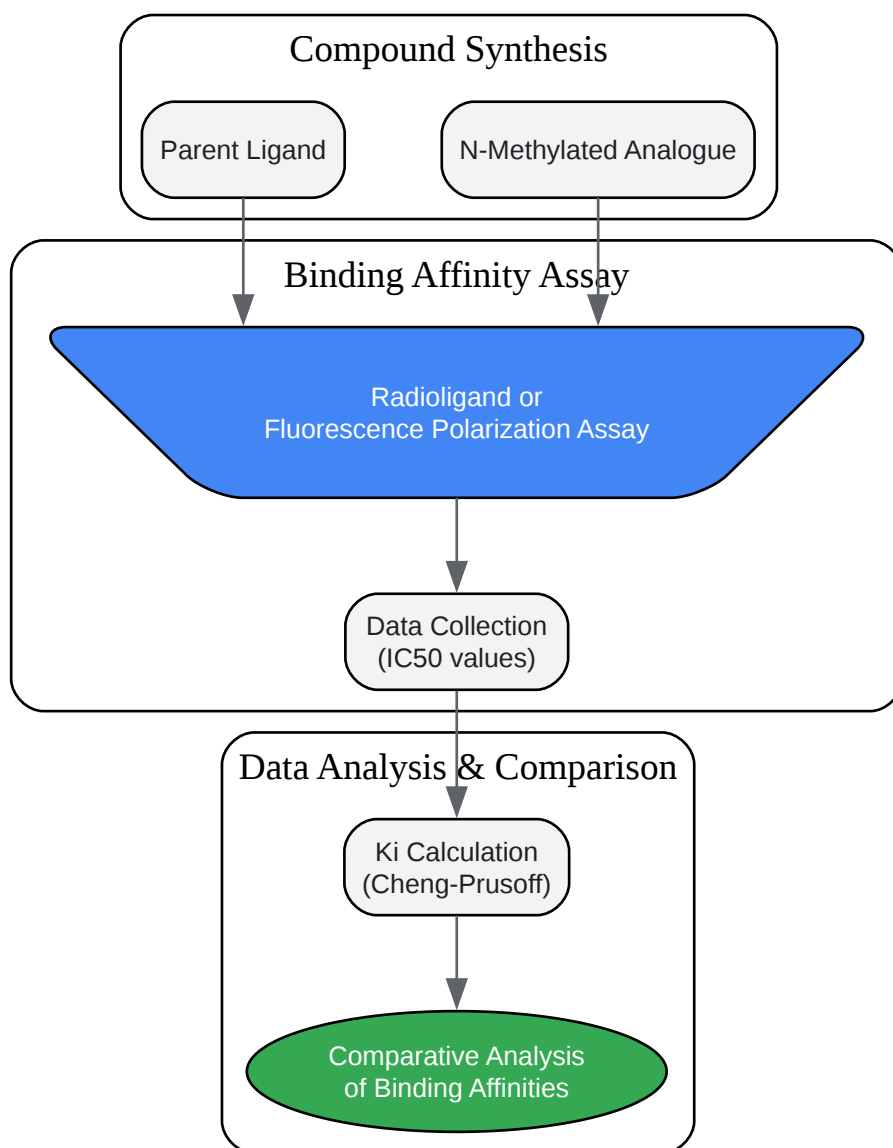 Compound Synthesis
Parent Ligand
N-Methylated Analogue
Binding Affinity Assay
Radioligand or
Fluorescence Polarization Assay
Data Collection
(IC50 values)
Data Analysis & Comparison
Ki Calculation
(Cheng-Prusoff)
Comparative Analysis
of Binding Affinities